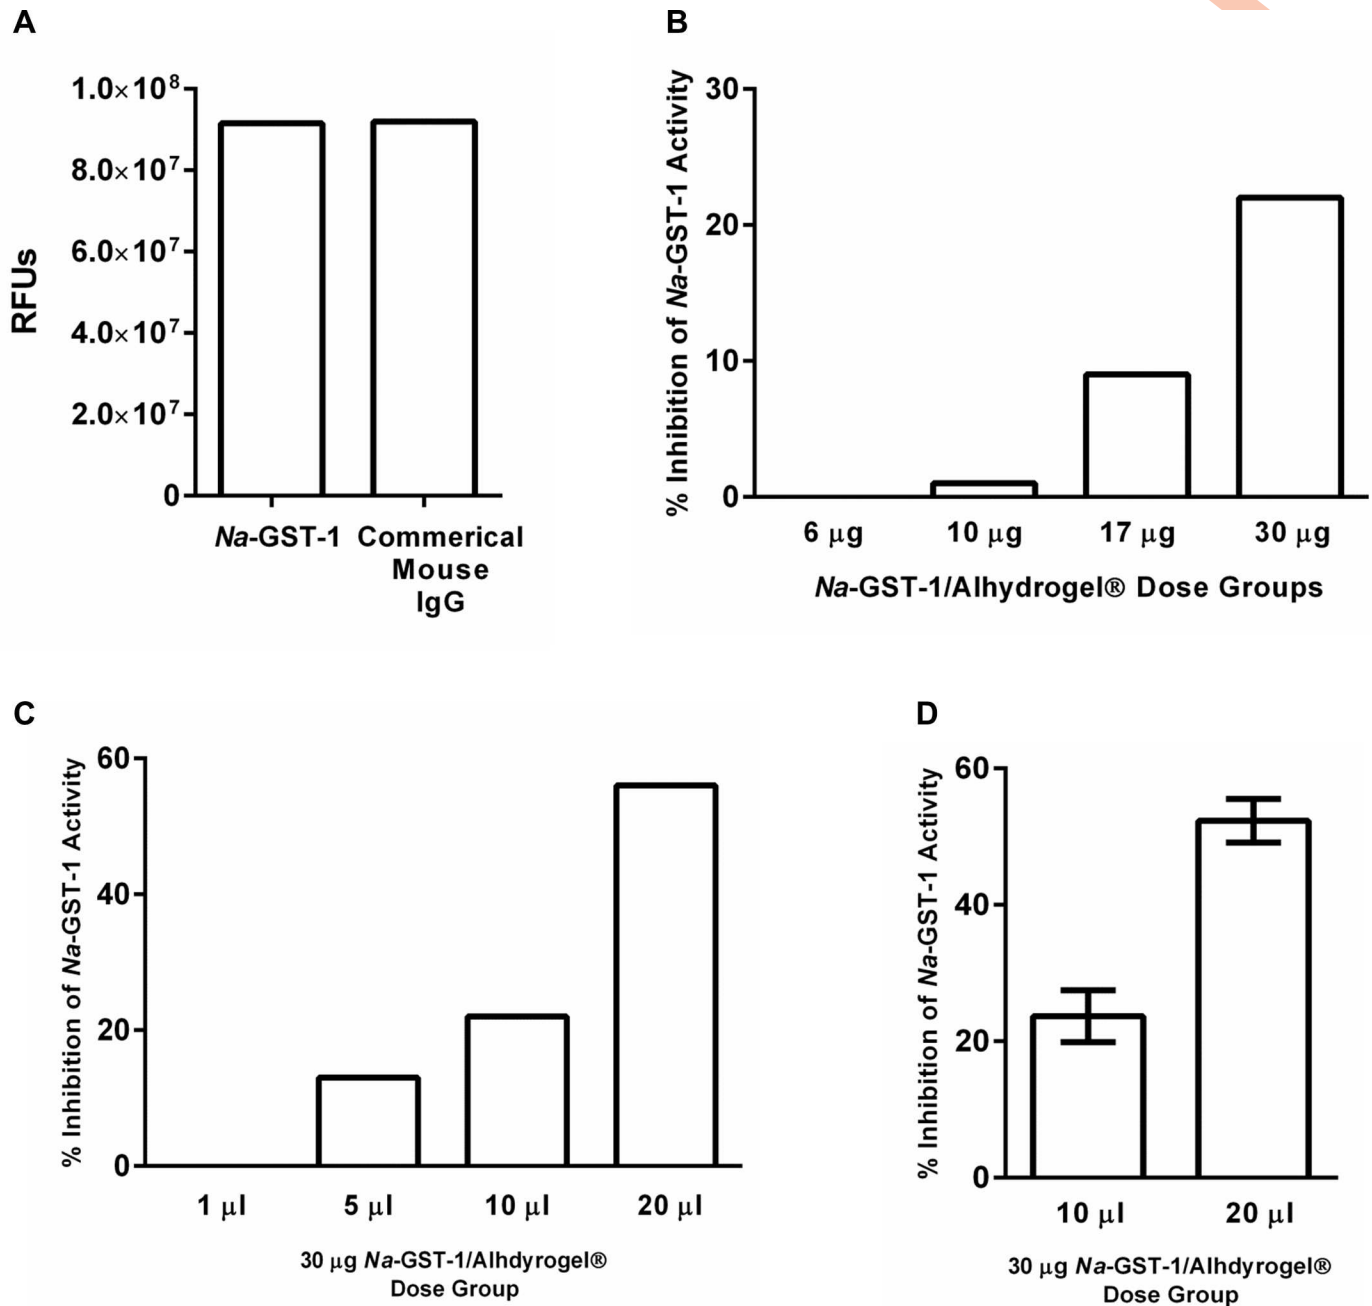 A
1.0×10⁸
8.0×10⁷
6.0×10⁷
4.0×10⁷
2.0×10⁷
0
RFUs
Na-GST-1
Commerical
Mouse
IgG
B
% Inhibition of Na-GST-1 Activity
30
20
10
0
6 μg 10 μg 17 μg 30 μg
Na-GST-1/Alhydrogel® Dose Groups
C
% Inhibition of Na-GST-1 Activity
60
40
20
0
1 μl 5 μl 10 μl 20 μl
30 μg Na-GST-1/Alhdyrogel®
Dose Group
D
% Inhibition of Na-GST-1 Activity
60
40
20
0
10 μl 20 μl
30 μg Na-GST-1/Alhdyrogel®
Dose Group